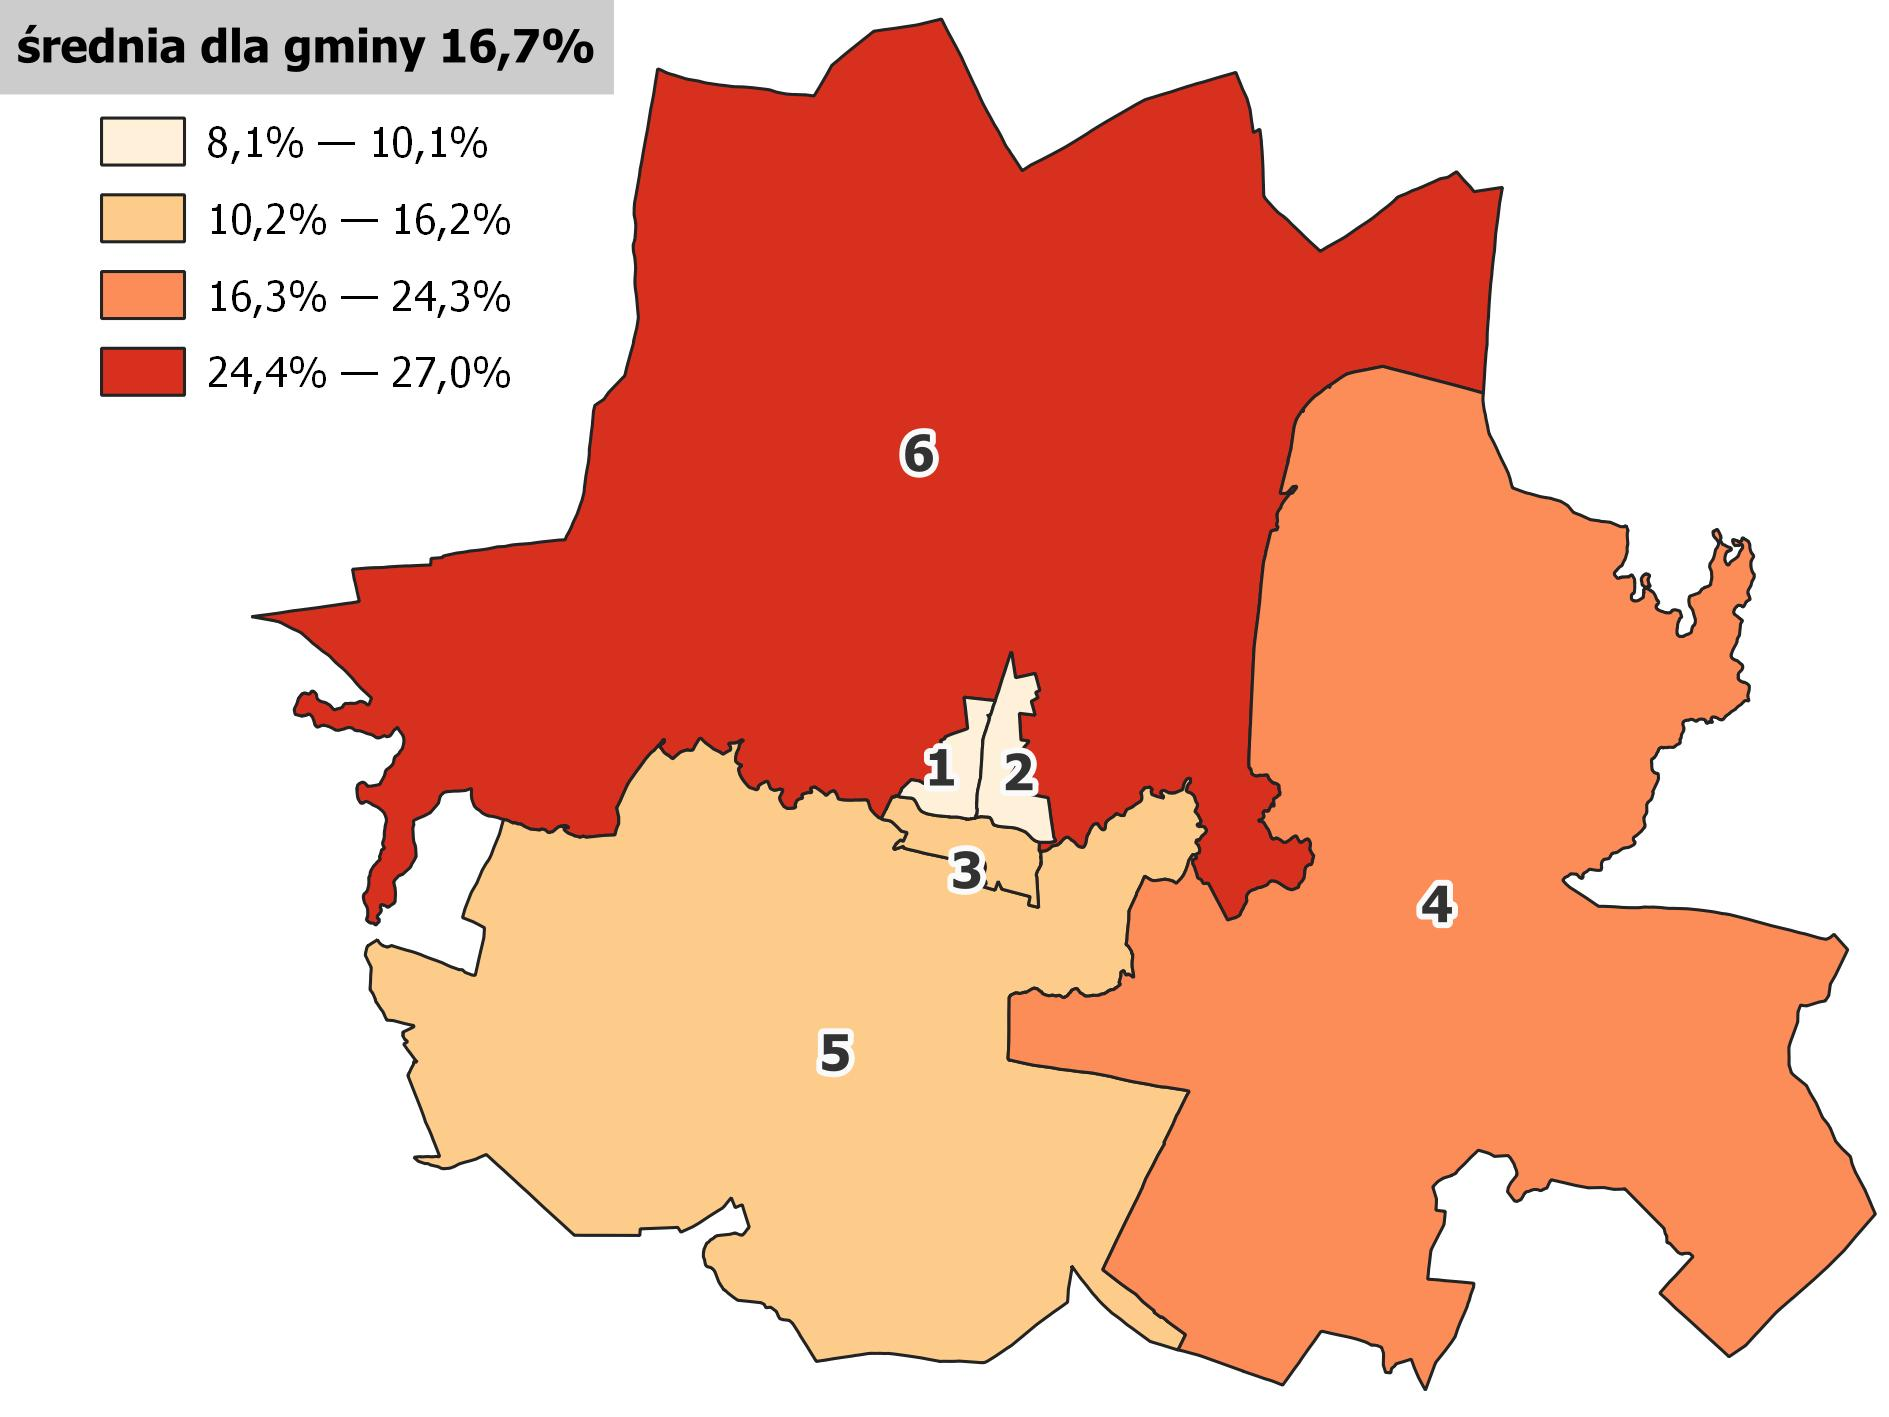 średnia dla gminy 16,7%
8,1% — 10,1%
10,2% — 16,2%
16,3% — 24,3%
24,4% — 27,0%
6
1
2
3
4
5